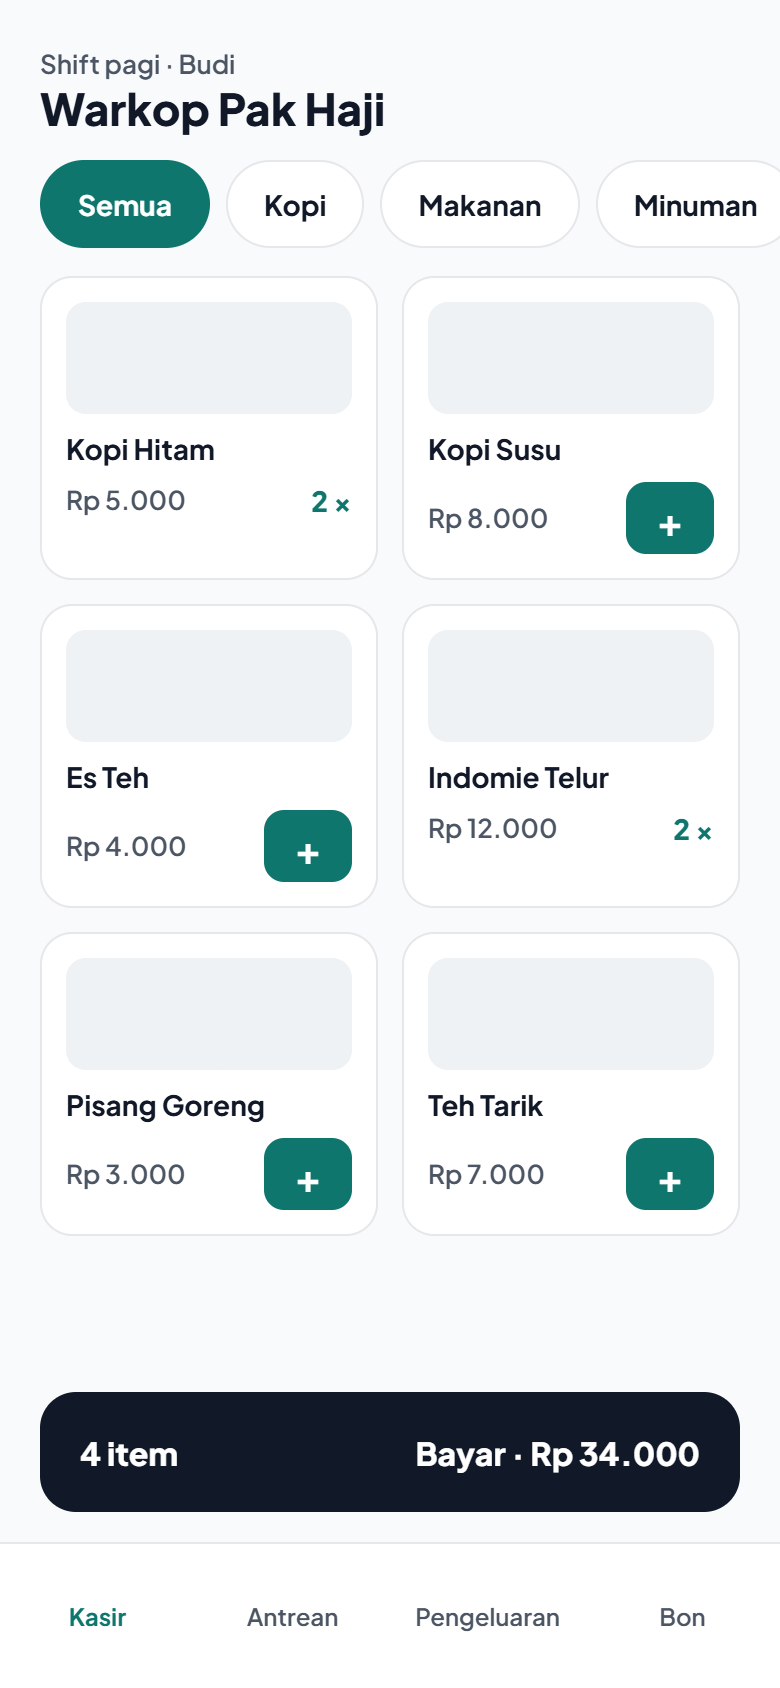 Shift pagi · Budi
Warkop Pak Haji
Semua Kopi Makanan Minuman
Kopi Hitam
Rp 5.000 2 ×
Kopi Susu
Rp 8.000 +
Es Teh
Rp 4.000 +
Indomie Telur
Rp 12.000 2 ×
Pisang Goreng
Rp 3.000 +
Teh Tarik
Rp 7.000 +
4 item Bayar · Rp 34.000
Kasir Antrean Pengeluaran Bon